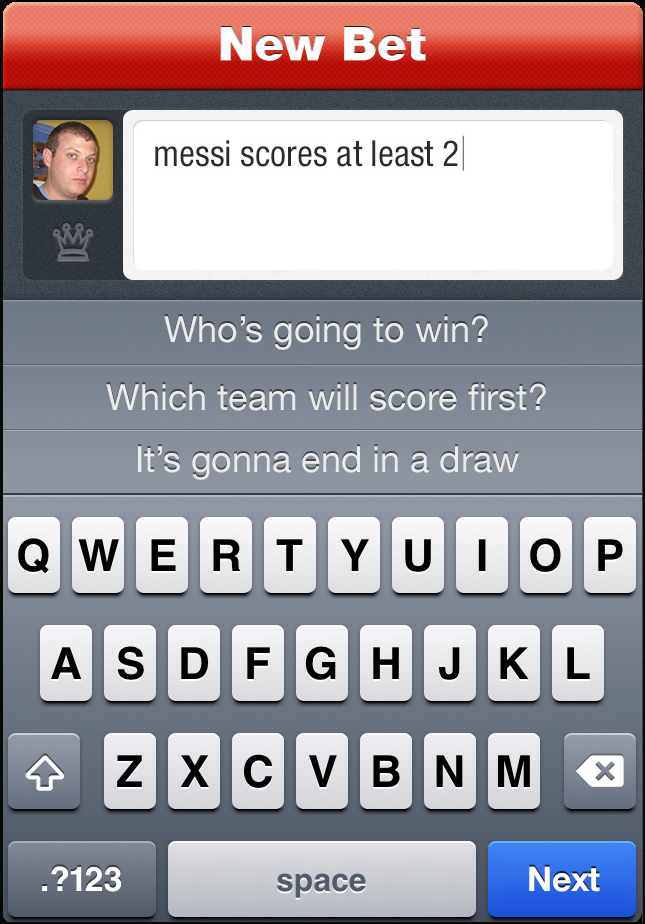 New Bet
messi scores at least 2
Who's going to win?
Which team will score first?
It's gonna end in a draw
Q W E R T Y U I O P
A S D F G H J K L
Z X C V B N M
.?123 space Next